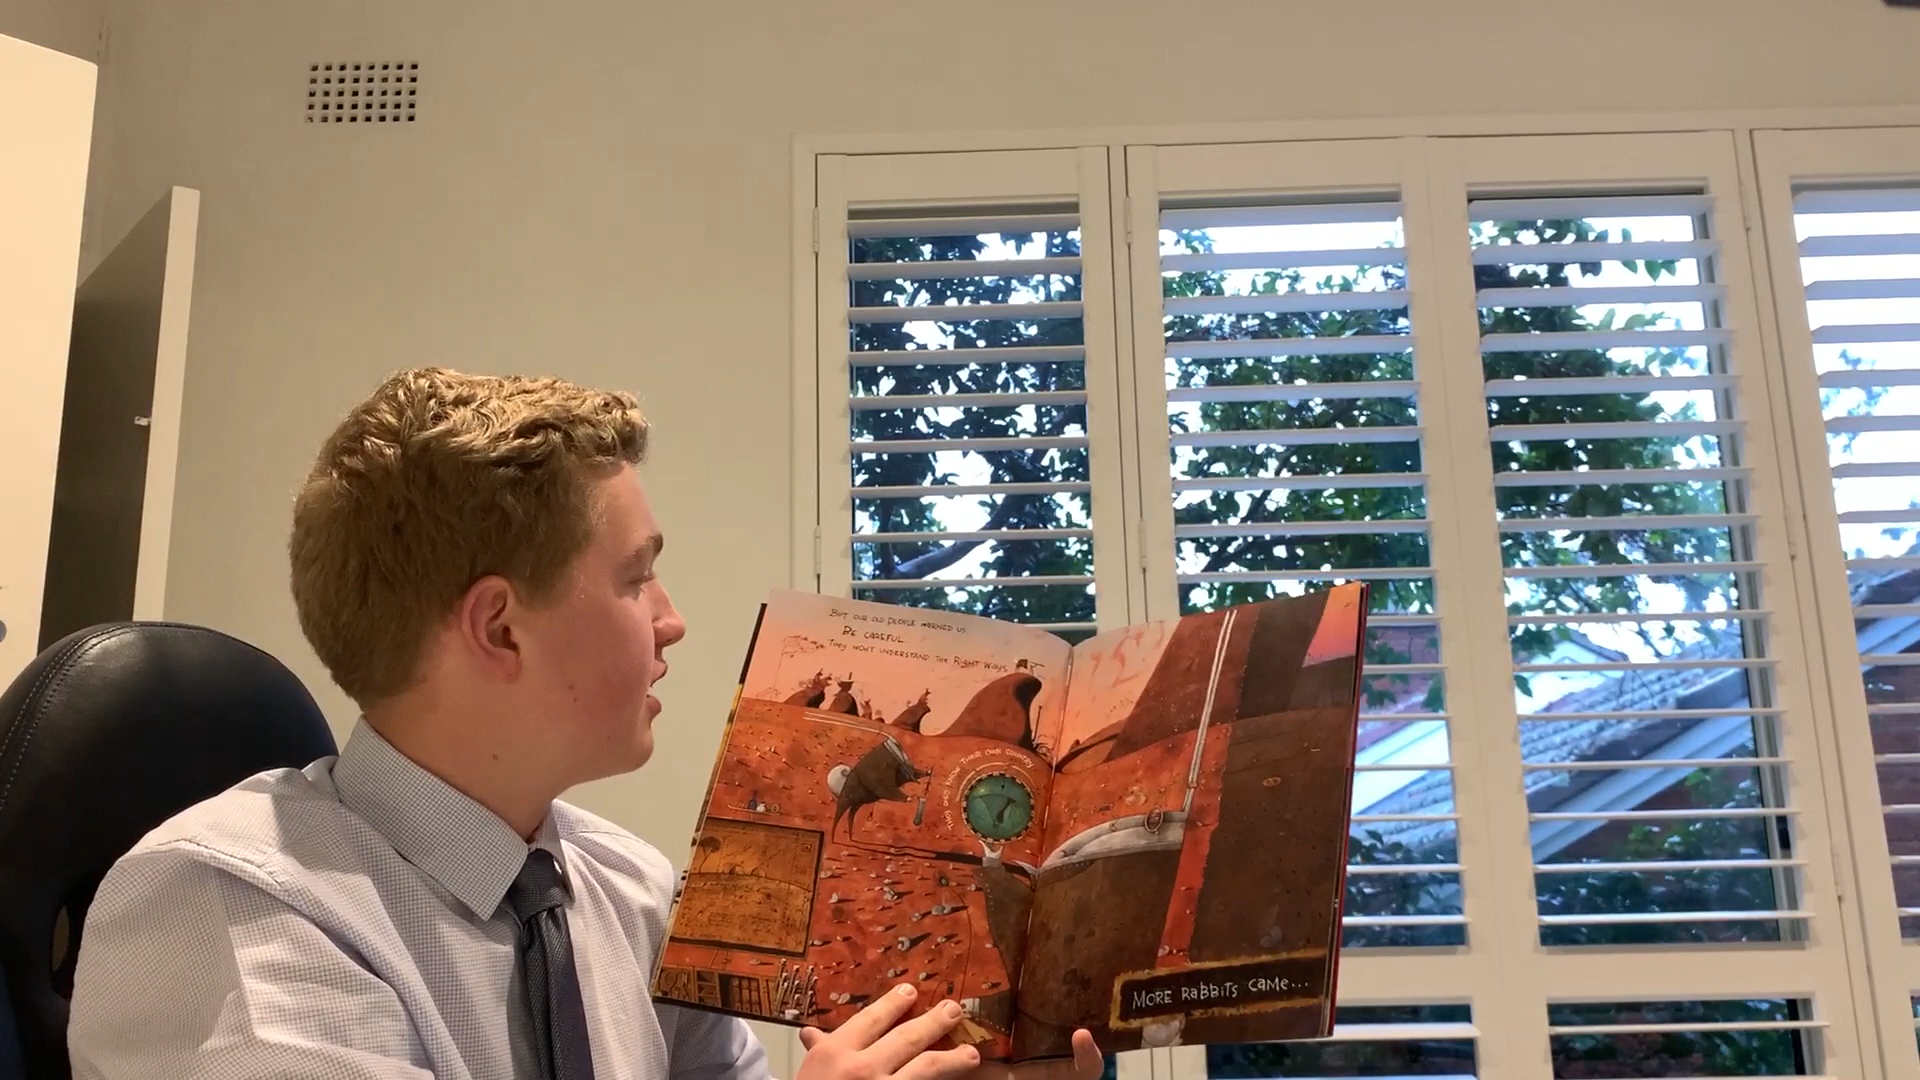 BUT OUR OLD PEOPLE WARNED US.
BE CAREFUL.
THEY WON'T UNDERSTAND THE RIGHT WAYS.
THEY ONLY KNOW THEIR OWN COUNTRY.
MORE RABBITS CAME...